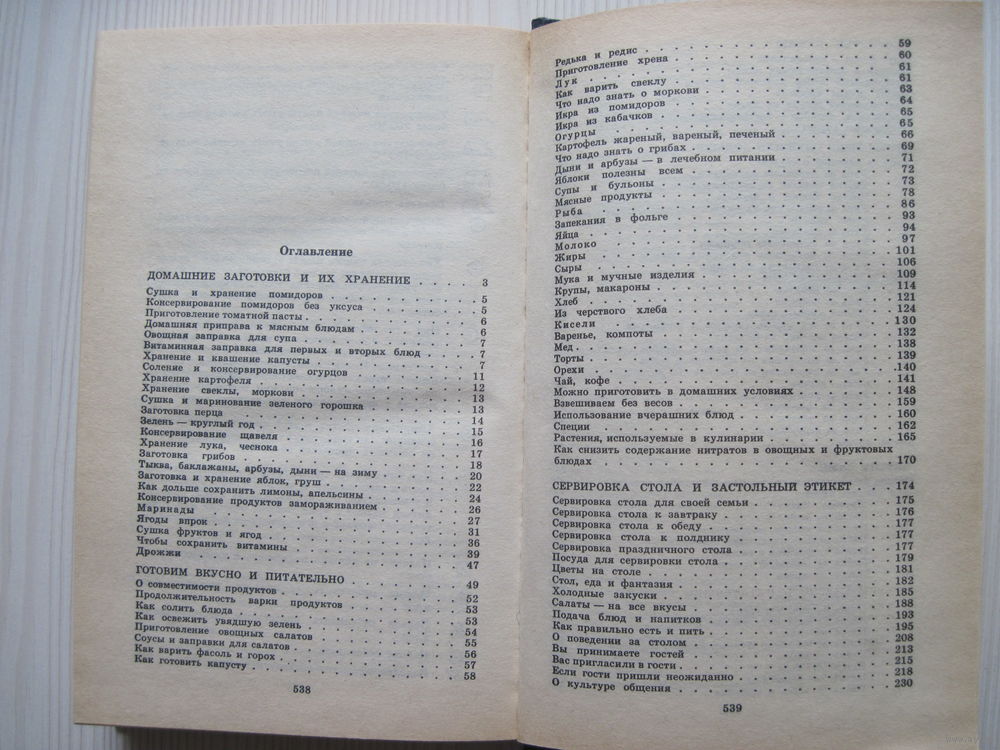 Оглавление
ДОМАШНИЕ ЗАГОТОВКИ И ИХ ХРАНЕНИЕ . . . . 3
Сушка и хранение помидоров . . . . 5
Консервирование помидоров без уксуса . . . . 5
Приготовление томатной пасты . . . . 6
Домашняя приправа к мясным блюдам . . . . 6
Овощная заправка для супа . . . . 7
Витаминная заправка для первых и вторых блюд . . . . 7
Хранение и квашение капусты . . . . 7
Соление и консервирование огурцов . . . . 11
Хранение картофеля . . . . 12
Хранение свеклы, моркови . . . . 13
Сушка и маринование зеленого горошка . . . . 13
Заготовка перца . . . . 14
Зелень — круглый год . . . . 15
Консервирование щавеля . . . . 16
Хранение лука, чеснока . . . . 17
Заготовка грибов . . . . 18
Тыква, баклажаны, арбузы, дыни — на зиму . . . . 20
Заготовка и хранение яблок, груш . . . . 22
Как дольше сохранить лимоны, апельсины . . . . 24
Консервирование продуктов замораживанием . . . . 26
Маринады . . . . 27
Ягоды впрок . . . . 31
Сушка фруктов и ягод . . . . 36
Чтобы сохранить витамины . . . . 39
Дрожжи . . . . 47
ГОТОВИМ ВКУСНО И ПИТАТЕЛЬНО . . . . 49
О совместимости продуктов . . . . 52
Продолжительность варки продуктов . . . . 53
Как солить блюда . . . . 53
Как освежить увядшую зелень . . . . 54
Приготовление овощных салатов . . . . 55
Соусы и заправки для салатов . . . . 56
Как варить фасоль и горох . . . . 57
Как готовить капусту . . . . 58
538
Редька и редис . . . . 59
Приготовление хрена . . . . 60
Лук . . . . 61
Как варить свеклу . . . . 61
Что надо знать о моркови . . . . 63
Икра из помидоров . . . . 64
Икра из кабачков . . . . 65
Огурцы . . . . 65
Картофель жареный, вареный, печеный . . . . 66
Что надо знать о грибах . . . . 69
Дыни и арбузы — в лечебном питании . . . . 71
Яблоки полезны всем . . . . 72
Супы и бульоны . . . . 73
Мясные продукты . . . . 78
Рыба . . . . 86
Запекания в фольге . . . . 93
Яйца . . . . 94
Молоко . . . . 97
Жиры . . . . 101
Сыры . . . . 106
Мука и мучные изделия . . . . 109
Крупы, макароны . . . . 114
Хлеб . . . . 121
Из черствого хлеба . . . . 124
Кисели . . . . 130
Варенье, компоты . . . . 132
Мед . . . . 138
Торты . . . . 139
Орехи . . . . 140
Чай, кофе . . . . 141
Можно приготовить в домашних условиях . . . . 148
Взвешиваем без весов . . . . 159
Использование вчерашних блюд . . . . 160
Специи . . . . 162
Растения, используемые в кулинарии . . . . 165
Как снизить содержание нитратов в овощных и фруктовых
блюдах . . . . 170
СЕРВИРОВКА СТОЛА И ЗАСТОЛЬНЫЙ ЭТИКЕТ . . . 174
Сервировка стола для своей семьи . . . . 175
Сервировка стола к завтраку . . . . 176
Сервировка стола к обеду . . . . 177
Сервировка стола к полднику . . . . 177
Сервировка праздничного стола . . . . 177
Посуда для сервировки стола . . . . 179
Цветы на столе . . . . 181
Стол, еда и фантазия . . . . 182
Холодные закуски . . . . 185
Салаты — на все вкусы . . . . 188
Подача блюд и напитков . . . . 193
Как правильно есть и пить . . . . 195
О поведении за столом . . . . 208
Вы принимаете гостей . . . . 213
Вас пригласили в гости . . . . 215
Если гости пришли неожиданно . . . . 218
О культуре общения . . . . 230
539